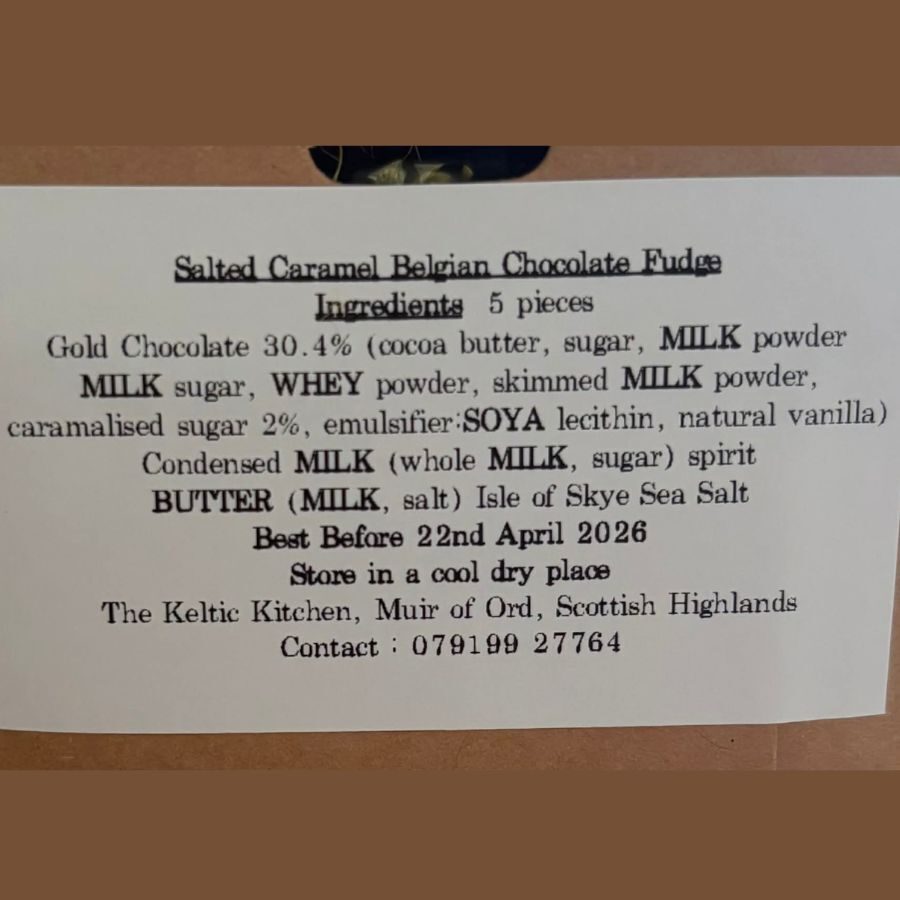 Salted Caramel Belgian Chocolate Fudge
Ingredients 5 pieces
Gold Chocolate 30.4% (cocoa butter, sugar, MILK powder
MILK sugar, WHEY powder, skimmed MILK powder,
caramalised sugar 2%, emulsifier:SOYA lecithin, natural vanilla)
Condensed MILK (whole MILK, sugar) spirit
BUTTER (MILK, salt) Isle of Skye Sea Salt
Best Before 22nd April 2026
Store in a cool dry place
The Keltic Kitchen, Muir of Ord, Scottish Highlands
Contact : 079199 27764